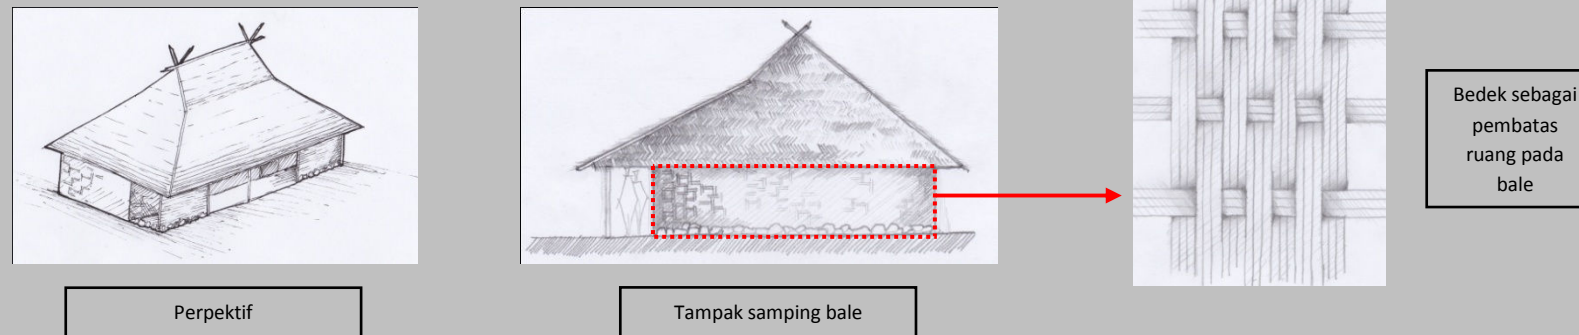 Perpektif
Tampak samping bale
Bedek sebagai
pembatas
ruang pada
bale